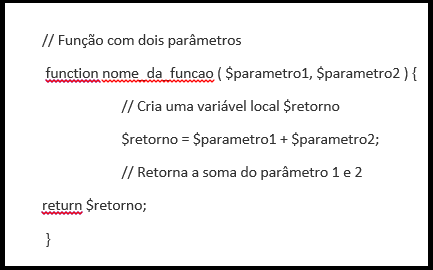 // Função com dois parâmetros
function nome_da_funcao ( $parametro1, $parametro2 ) {
// Cria uma variável local $retorno
$retorno = $parametro1 + $parametro2;
// Retorna a soma do parâmetro 1 e 2
return $retorno;
}